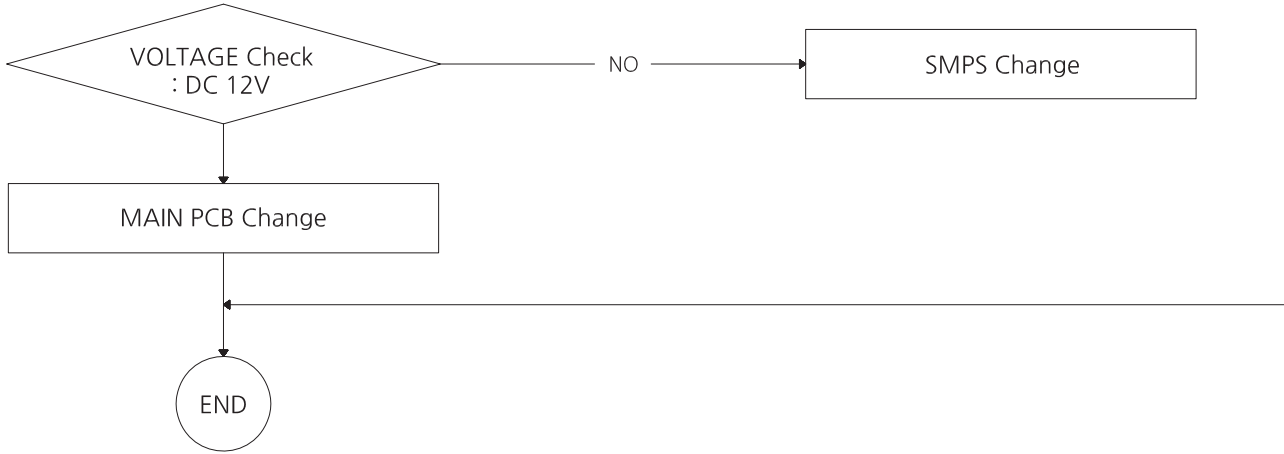 VOLTAGE Check
: DC 12V
NO
SMPS Change
MAIN PCB Change
END